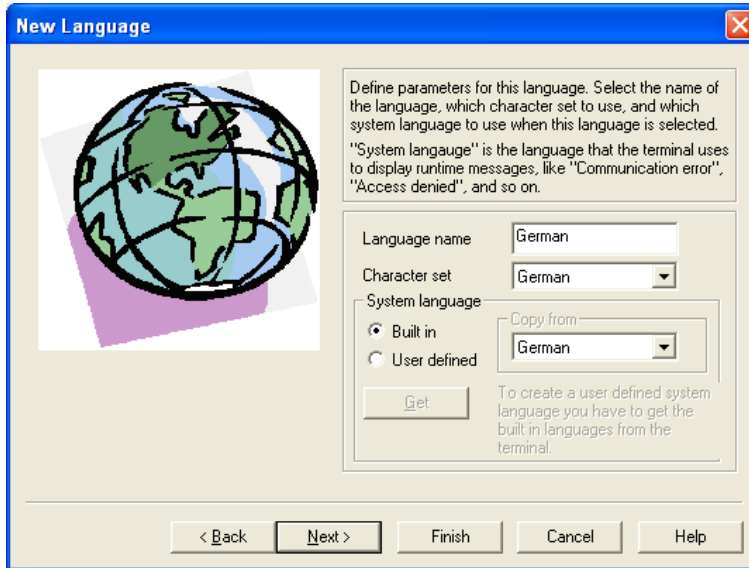 New Language
Define parameters for this language. Select the name of
the language, which character set to use, and which
system language to use when this language is selected.
"System langauge" is the language that the terminal uses
to display runtime messages, like "Communication error",
"Access denied", and so on.
Language name
German
Character set
German
System language
Built in
User defined
Copy from
German
Get
To create a user defined system
language you have to get the
built in languages from the
terminal.
< Back
Next >
Finish
Cancel
Help